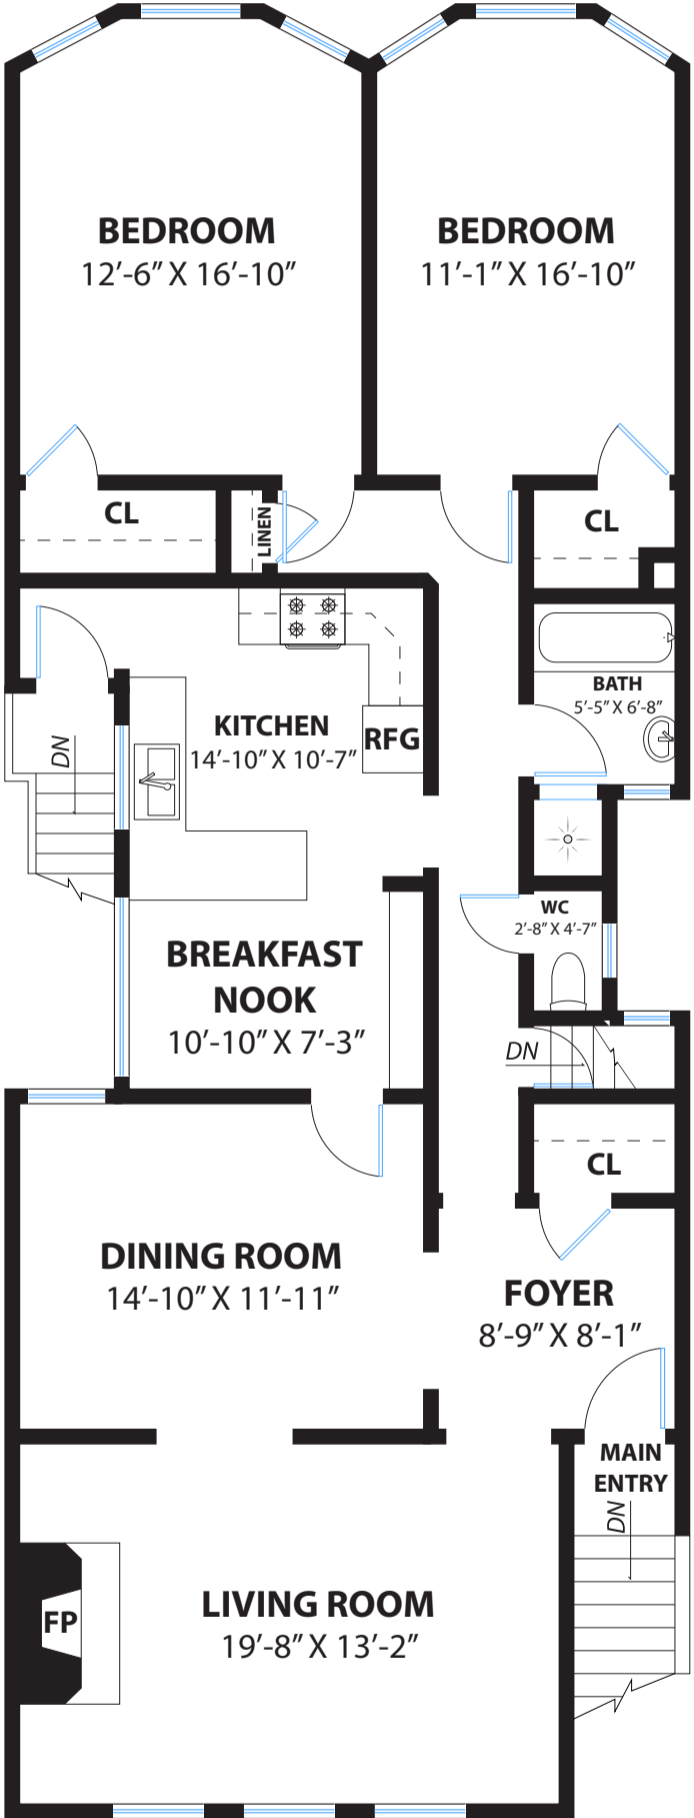 BEDROOM
12′-6″ X 16′-10″
BEDROOM
11′-1″ X 16′-10″
CL
LINEN
CL
BATH
5′-5″ X 6′-8″
KITCHEN
14′-10″ X 10′-7″
RFG
DN
WC
2′-8″ X 4′-7″
BREAKFAST
NOOK
10′-10″ X 7′-3″
DN
CL
DINING ROOM
14′-10″ X 11′-11″
FOYER
8′-9″ X 8′-1″
MAIN
ENTRY
DN
LIVING ROOM
19′-8″ X 13′-2″
FP